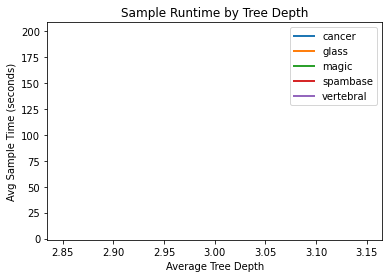 Sample Runtime by Tree Depth
200
175
150
125
100
75
50
25
0
Avg Sample Time (seconds)
cancer
glass
magic
spambase
vertebral
2.85 2.90 2.95 3.00 3.05 3.10 3.15
Average Tree Depth